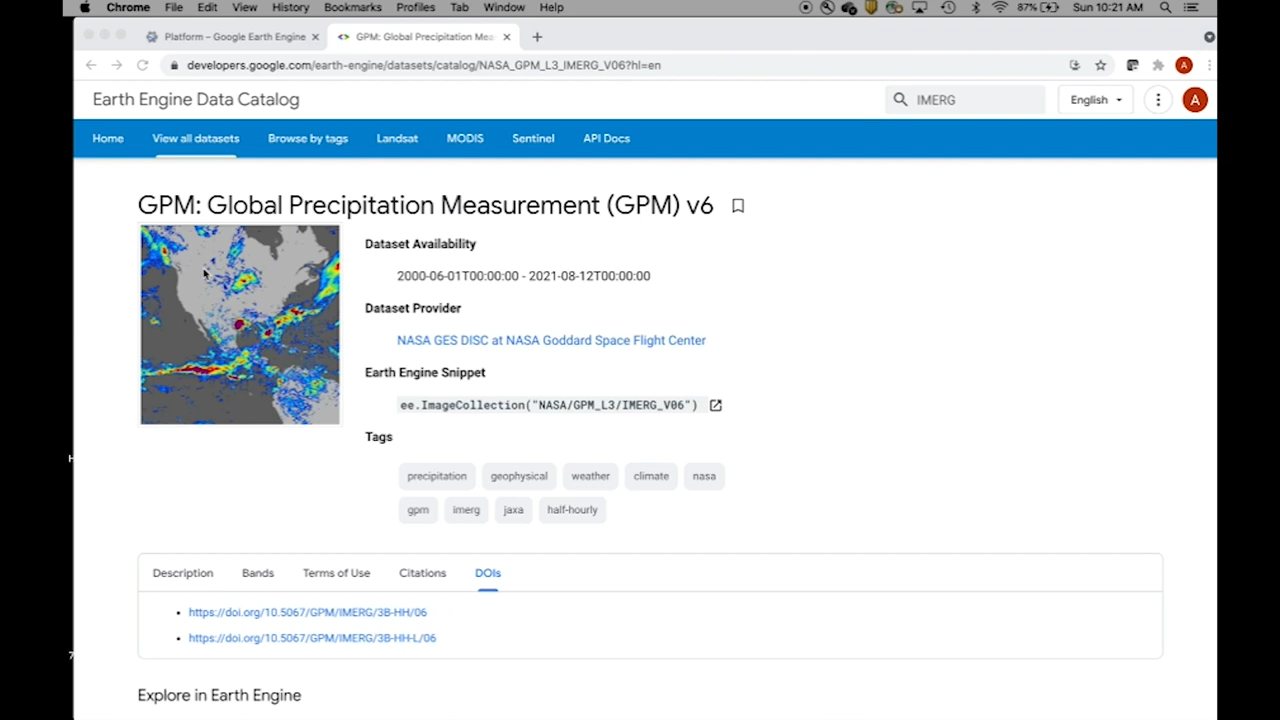 Chrome File Edit View History Bookmarks Profiles Tab Window Help 87% Sun 10:21 AM
Platform – Google Earth Engine GPM: Global Precipitation Mea
developers.google.com/earth-engine/datasets/catalog/NASA_GPM_L3_IMERG_V06?hl=en A
Earth Engine Data Catalog IMERG English A
Home View all datasets Browse by tags Landsat MODIS Sentinel API Docs
GPM: Global Precipitation Measurement (GPM) v6
Dataset Availability
2000-06-01T00:00:00 - 2021-08-12T00:00:00
Dataset Provider
NASA GES DISC at NASA Goddard Space Flight Center
Earth Engine Snippet
ee.ImageCollection("NASA/GPM_L3/IMERG_V06")
Tags
precipitation geophysical weather climate nasa
gpm imerg jaxa half-hourly
Description Bands Terms of Use Citations DOIs
https://doi.org/10.5067/GPM/IMERG/3B-HH/06
https://doi.org/10.5067/GPM/IMERG/3B-HH-L/06
Explore in Earth Engine